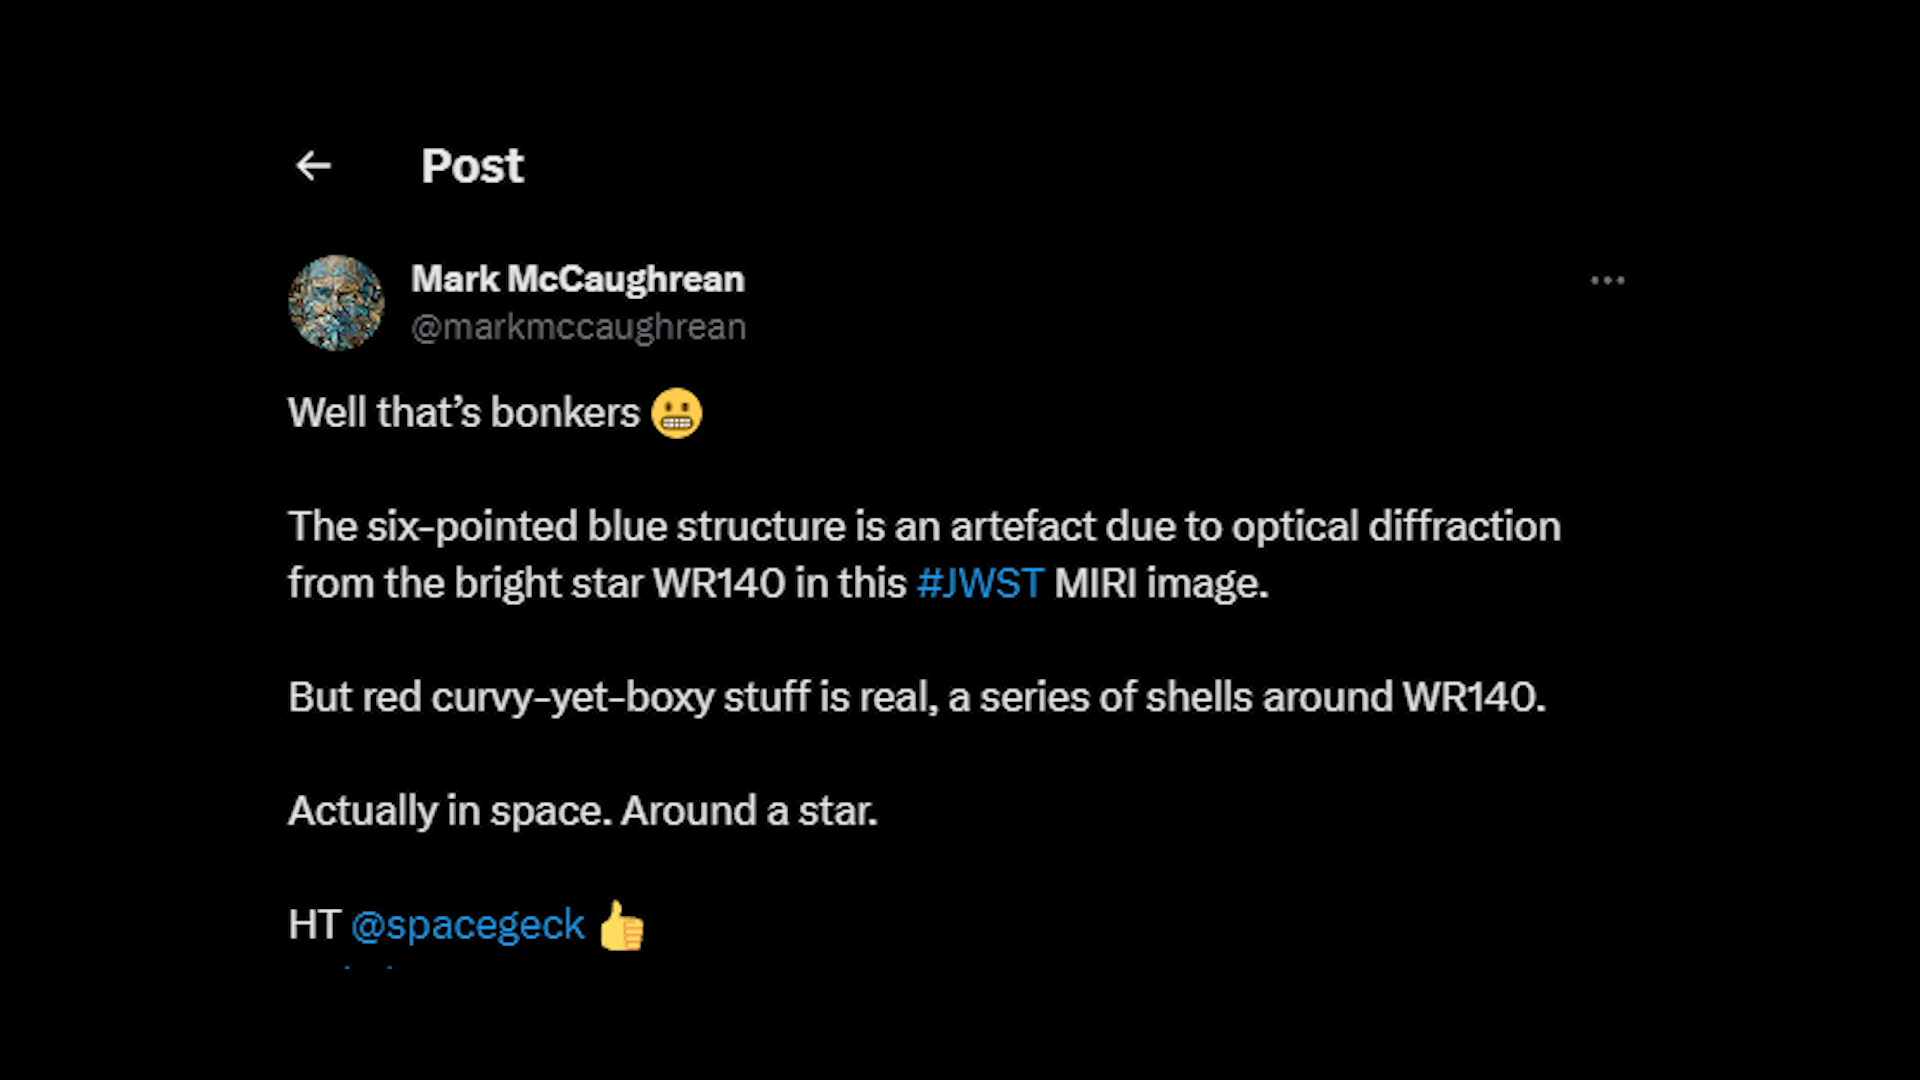 Post
Mark McCaughrean
@markmccaughrean
Well that’s bonkers 😬
The six-pointed blue structure is an artefact due to optical diffraction
from the bright star WR140 in this #JWST MIRI image.
But red curvy-yet-boxy stuff is real, a series of shells around WR140.
Actually in space. Around a star.
HT @spacegeck 👍